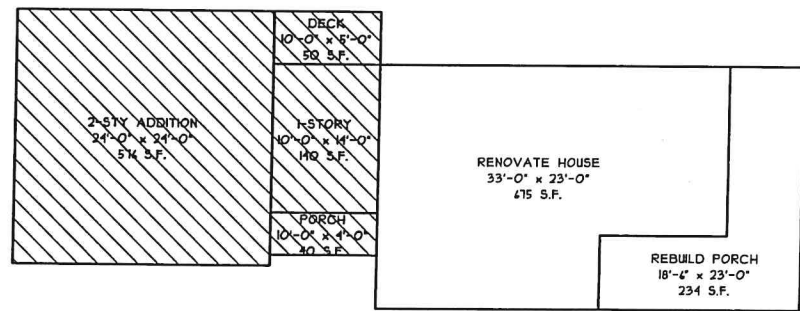 DECK
10'-0" x 5'-0"
50 S.F.
2-STY ADDITION
24'-0" x 24'-0"
576 S.F.
1-STORY
10'-0" x 14'-0"
140 S.F.
RENOVATE HOUSE
33'-0" x 23'-0"
675 S.F.
PORCH
10'-0" x 4'-0"
40 S.F.
REBUILD PORCH
18'-6" x 23'-0"
234 S.F.